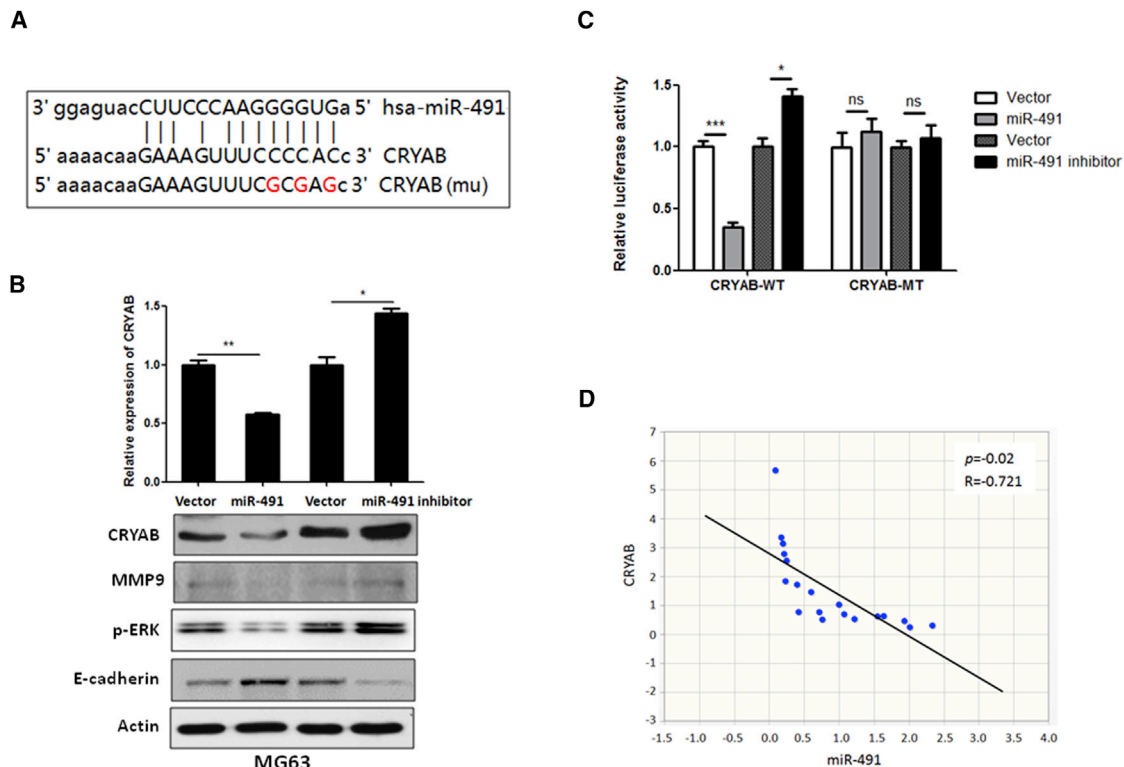 A
3' ggaguacCUUCCCAAGGGGUGa 5' hsa-miR-491
5' aaaacaaGAAAGUUUCCCCACc 3' CRYAB
5' aaaacaaGAAAGUUUCGCGAGc 3' CRYAB (mu)
B
Relative expression of CRYAB
1.5
1.0
0.5
0.0
**
*
Vector miR-491 Vector miR-491 inhibitor
CRYAB
MMP9
p-ERK
E-cadherin
Actin
MG63
C
Relative luciferase activity
1.5
1.0
0.5
0.0
***
*
ns
ns
CRYAB-WT CRYAB-MT
Vector
miR-491
Vector
miR-491 inhibitor
D
CRYAB
7
6
5
4
3
2
1
0
-1
-2
-3
p=-0.02
R=-0.721
-1.5 -1.0 -0.5 0.0 0.5 1.0 1.5 2.0 2.5 3.0 3.5 4.0
miR-491